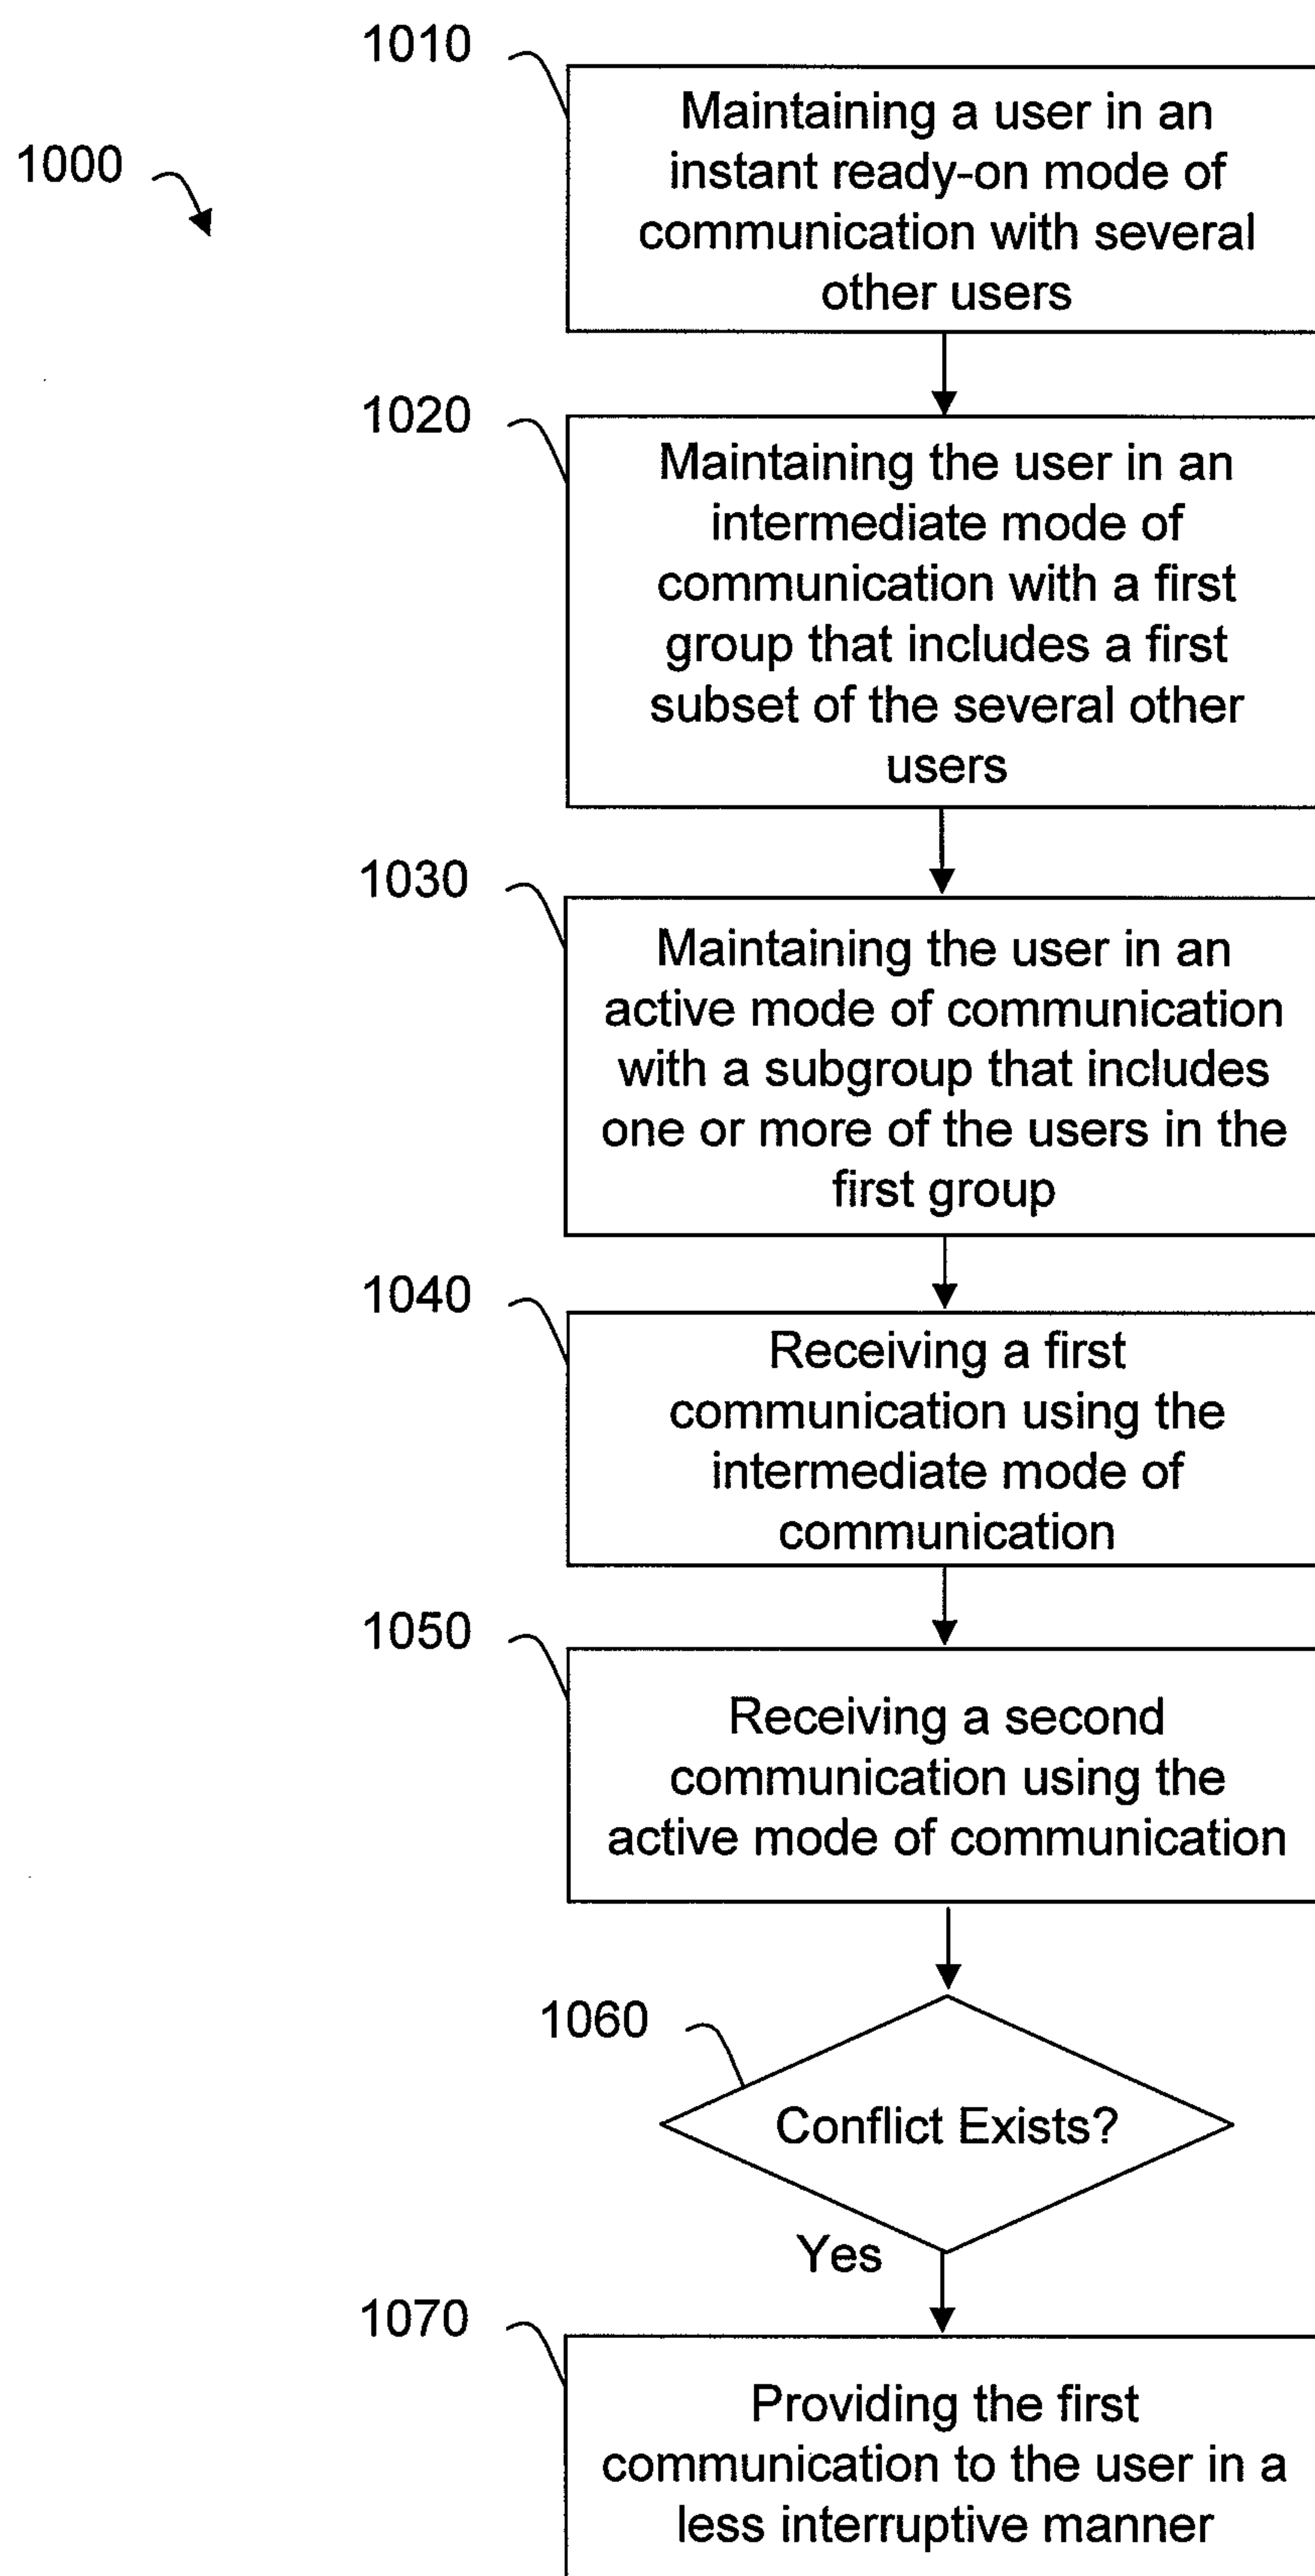 1010
Maintaining a user in an
instant ready-on mode of
communication with several
other users
1000
1020
Maintaining the user in an
intermediate mode of
communication with a first
group that includes a first
subset of the several other
users
1030
Maintaining the user in an
active mode of communication
with a subgroup that includes
one or more of the users in the
first group
1040
Receiving a first
communication using the
intermediate mode of
communication
1050
Receiving a second
communication using the
active mode of communication
1060
Conflict Exists?
Yes
1070
Providing the first
communication to the user in a
less interruptive manner